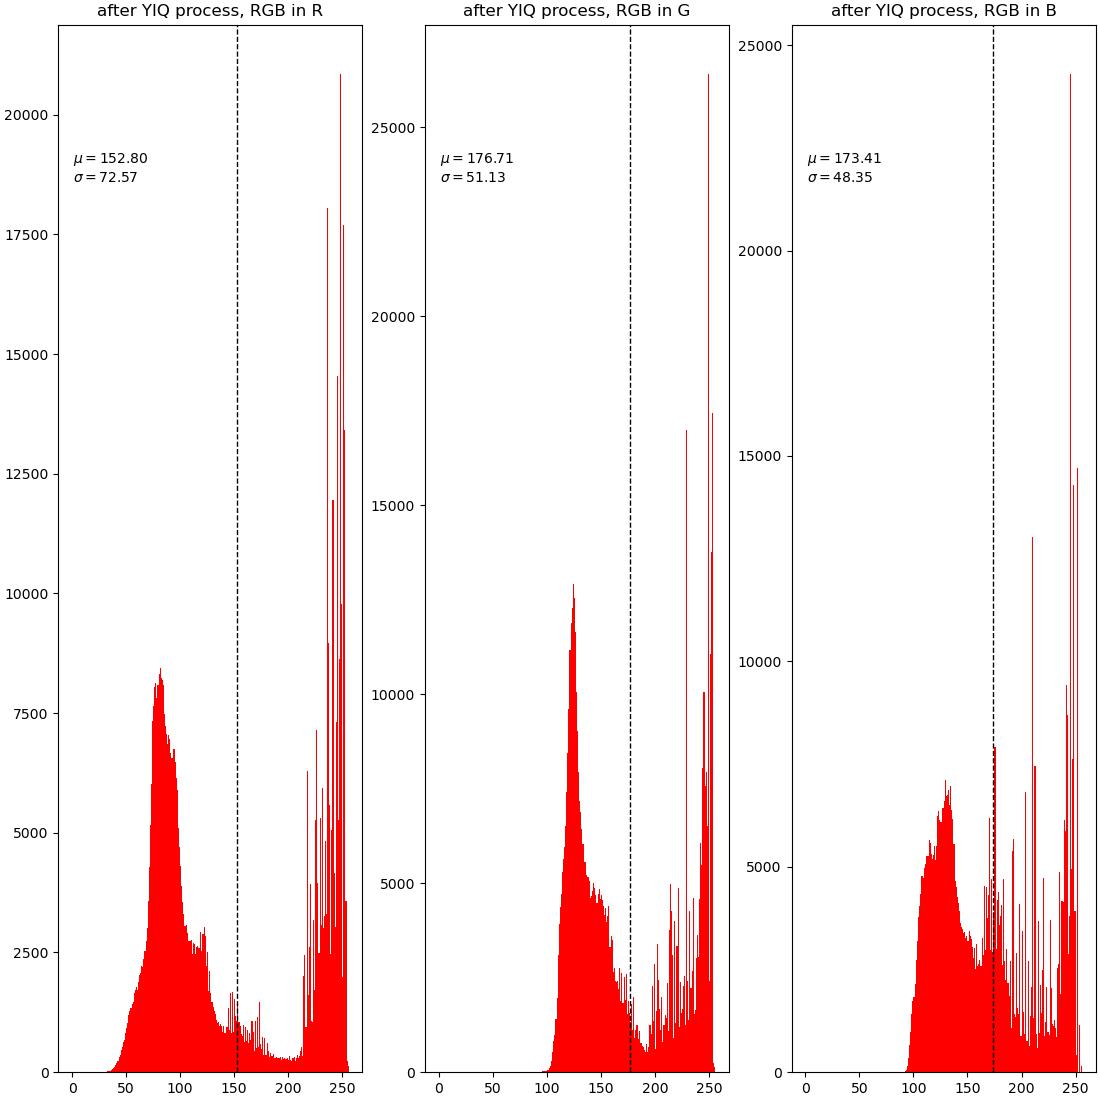 after YIQ process, RGB in R
20000
17500
15000
12500
10000
7500
5000
2500
0
μ = 152.80
σ = 72.57
0 50 100 150 200 250
after YIQ process, RGB in G
25000
20000
15000
10000
5000
0
μ = 176.71
σ = 51.13
0 50 100 150 200 250
after YIQ process, RGB in B
25000
20000
15000
10000
5000
0
μ = 173.41
σ = 48.35
0 50 100 150 200 250